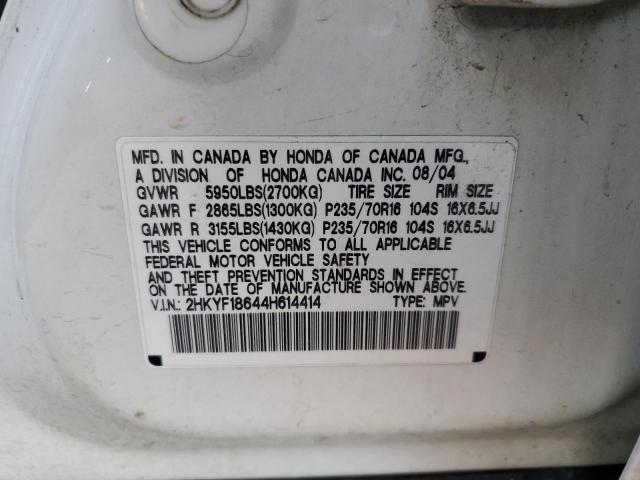 MFD. IN CANADA BY HONDA OF CANADA MFG.,
A DIVISION OF HONDA CANADA INC. 08/04
GVWR 5950LBS(2700KG) TIRE SIZE RIM SIZE
GAWR F 2865LBS(1300KG) P235/70R16 104S 16X6.5JJ
GAWR R 3155LBS(1430KG) P235/70R16 104S 16X6.5JJ
THIS VEHICLE CONFORMS TO ALL APPLICABLE
FEDERAL MOTOR VEHICLE SAFETY
AND THEFT PREVENTION STANDARDS IN EFFECT
ON THE DATE OF MANUFACTURE SHOWN ABOVE.
V.I.N.: 2HKYF18644H614414 TYPE: MPV